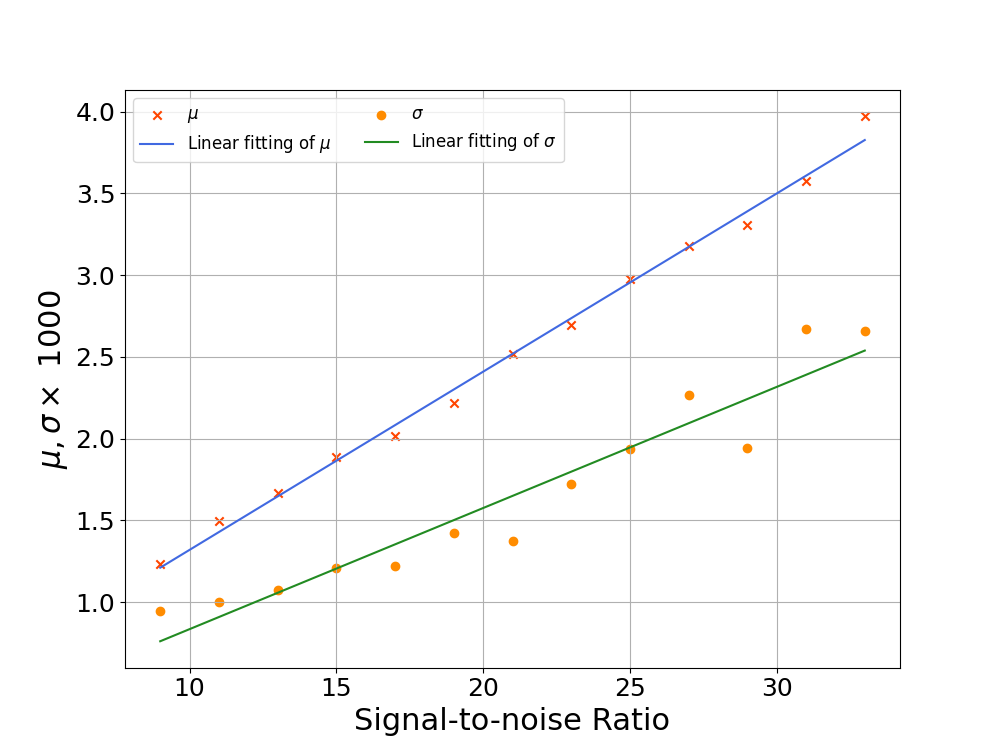 μ σ
Linear fitting of μ Linear fitting of σ
4.0
3.5
3.0
2.5
2.0
1.5
1.0
μ, σ × 1000
10 15 20 25 30
Signal-to-noise Ratio